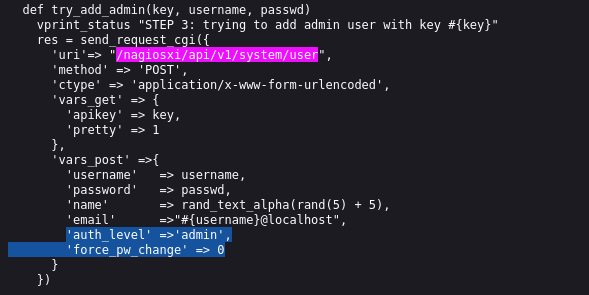 def try_add_admin(key, username, passwd)
vprint_status "STEP 3: trying to add admin user with key #{key}"
res = send_request_cgi({
'uri'=> "/nagiosxi/api/v1/system/user",
'method' => 'POST',
'ctype' => 'application/x-www-form-urlencoded',
'vars_get' => {
'apikey' => key,
'pretty' => 1
},
'vars_post' =>{
'username'   => username,
'password'   => passwd,
'name'       => rand_text_alpha(rand(5) + 5),
'email'      =>"#{username}@localhost",
'auth_level' =>'admin',
'force_pw_change' => 0
}
})